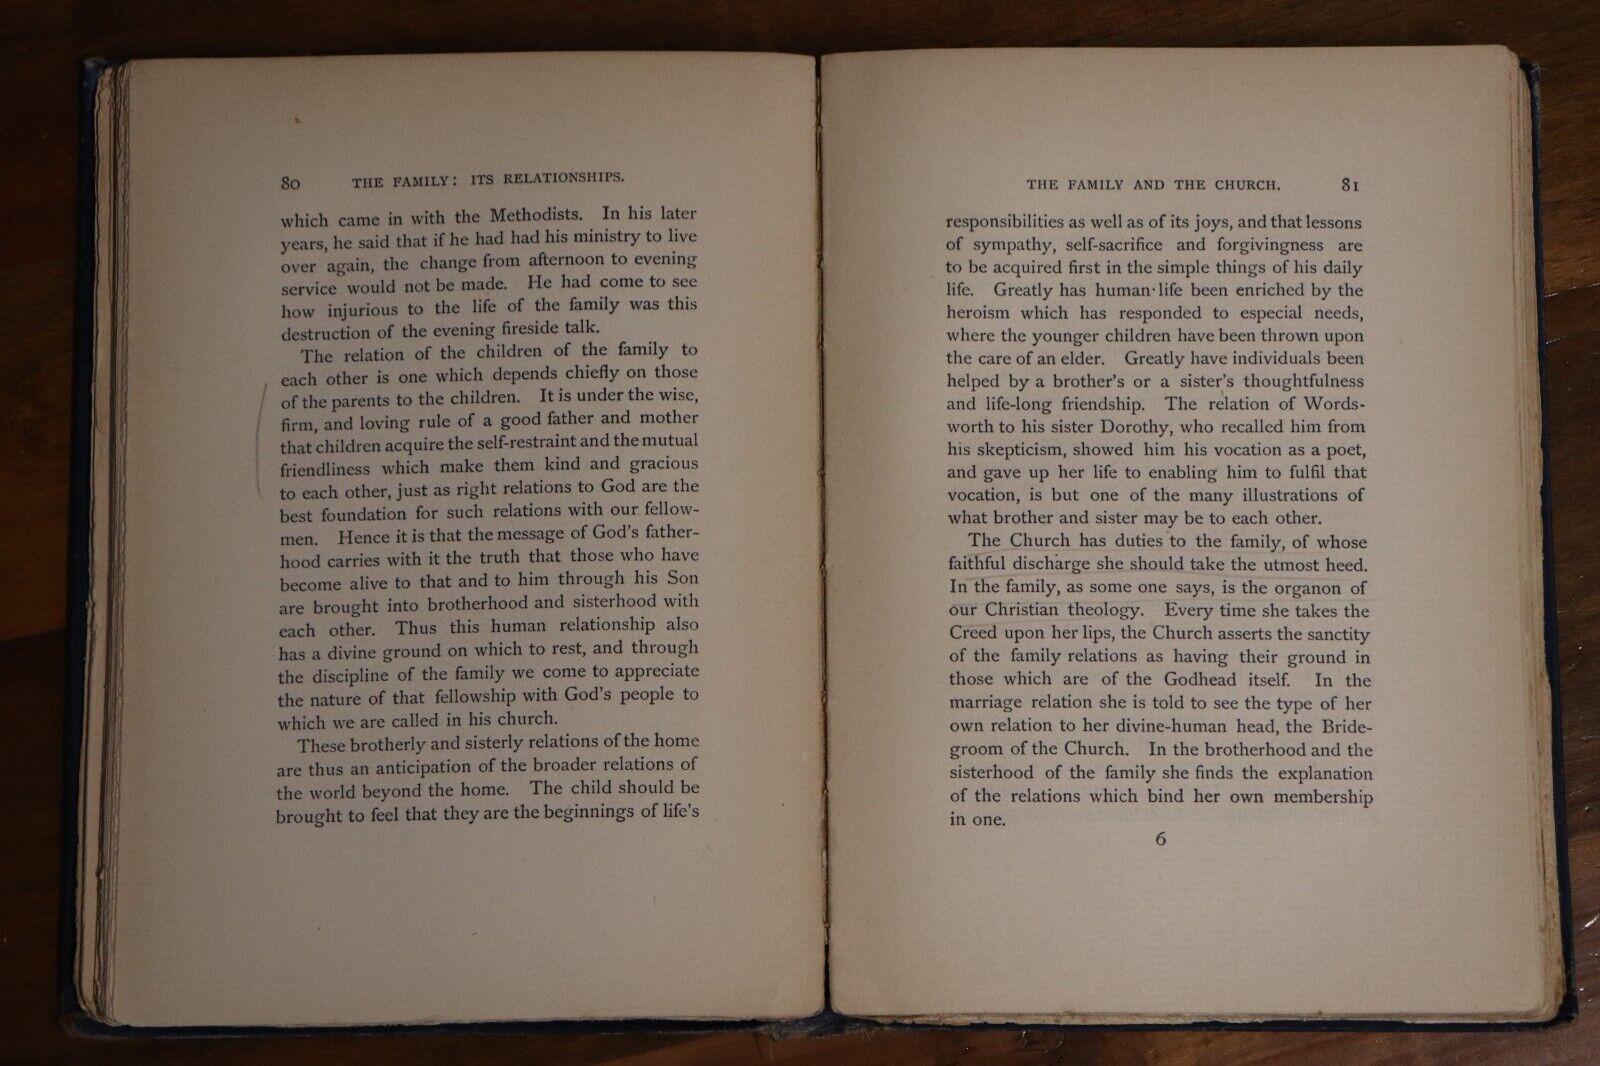 80 THE FAMILY: ITS RELATIONSHIPS.
which came in with the Methodists. In his later
years, he said that if he had had his ministry to live
over again, the change from afternoon to evening
service would not be made. He had come to see
how injurious to the life of the family was this
destruction of the evening fireside talk.
The relation of the children of the family to
each other is one which depends chiefly on those
of the parents to the children. It is under the wise,
firm, and loving rule of a good father and mother
that children acquire the self-restraint and the mutual
friendliness which make them kind and gracious
to each other, just as right relations to God are the
best foundation for such relations with our fellow-
men. Hence it is that the message of God's father-
hood carries with it the truth that those who have
become alive to that and to him through his Son
are brought into brotherhood and sisterhood with
each other. Thus this human relationship also
has a divine ground on which to rest, and through
the discipline of the family we come to appreciate
the nature of that fellowship with God's people to
which we are called in his church.
These brotherly and sisterly relations of the home
are thus an anticipation of the broader relations of
the world beyond the home. The child should be
brought to feel that they are the beginnings of life's
THE FAMILY AND THE CHURCH. 81
responsibilities as well as of its joys, and that lessons
of sympathy, self-sacrifice and forgivingness are
to be acquired first in the simple things of his daily
life. Greatly has human life been enriched by the
heroism which has responded to especial needs,
where the younger children have been thrown upon
the care of an elder. Greatly have individuals been
helped by a brother's or a sister's thoughtfulness
and life-long friendship. The relation of Words-
worth to his sister Dorothy, who recalled him from
his skepticism, showed him his vocation as a poet,
and gave up her life to enabling him to fulfil that
vocation, is but one of the many illustrations of
what brother and sister may be to each other.
The Church has duties to the family, of whose
faithful discharge she should take the utmost heed.
In the family, as some one says, is the organon of
our Christian theology. Every time she takes the
Creed upon her lips, the Church asserts the sanctity
of the family relations as having their ground in
those which are of the Godhead itself. In the
marriage relation she is told to see the type of her
own relation to her divine-human head, the Bride-
groom of the Church. In the brotherhood and the
sisterhood of the family she finds the explanation
of the relations which bind her own membership
in one.
6